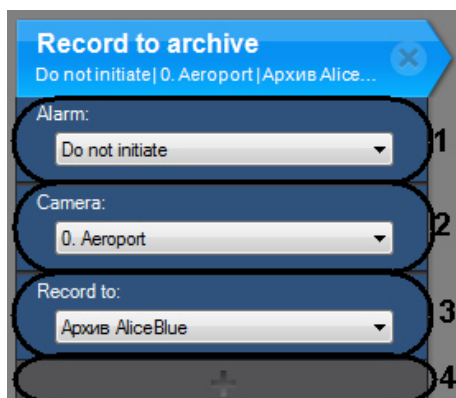 Record to archive
Do not initiate| 0. Aeroport |Архив Alice...
Alarm:
Do not initiate
1
Camera:
0. Aeroport
2
Record to:
Архив AliceBlue
3
+
4